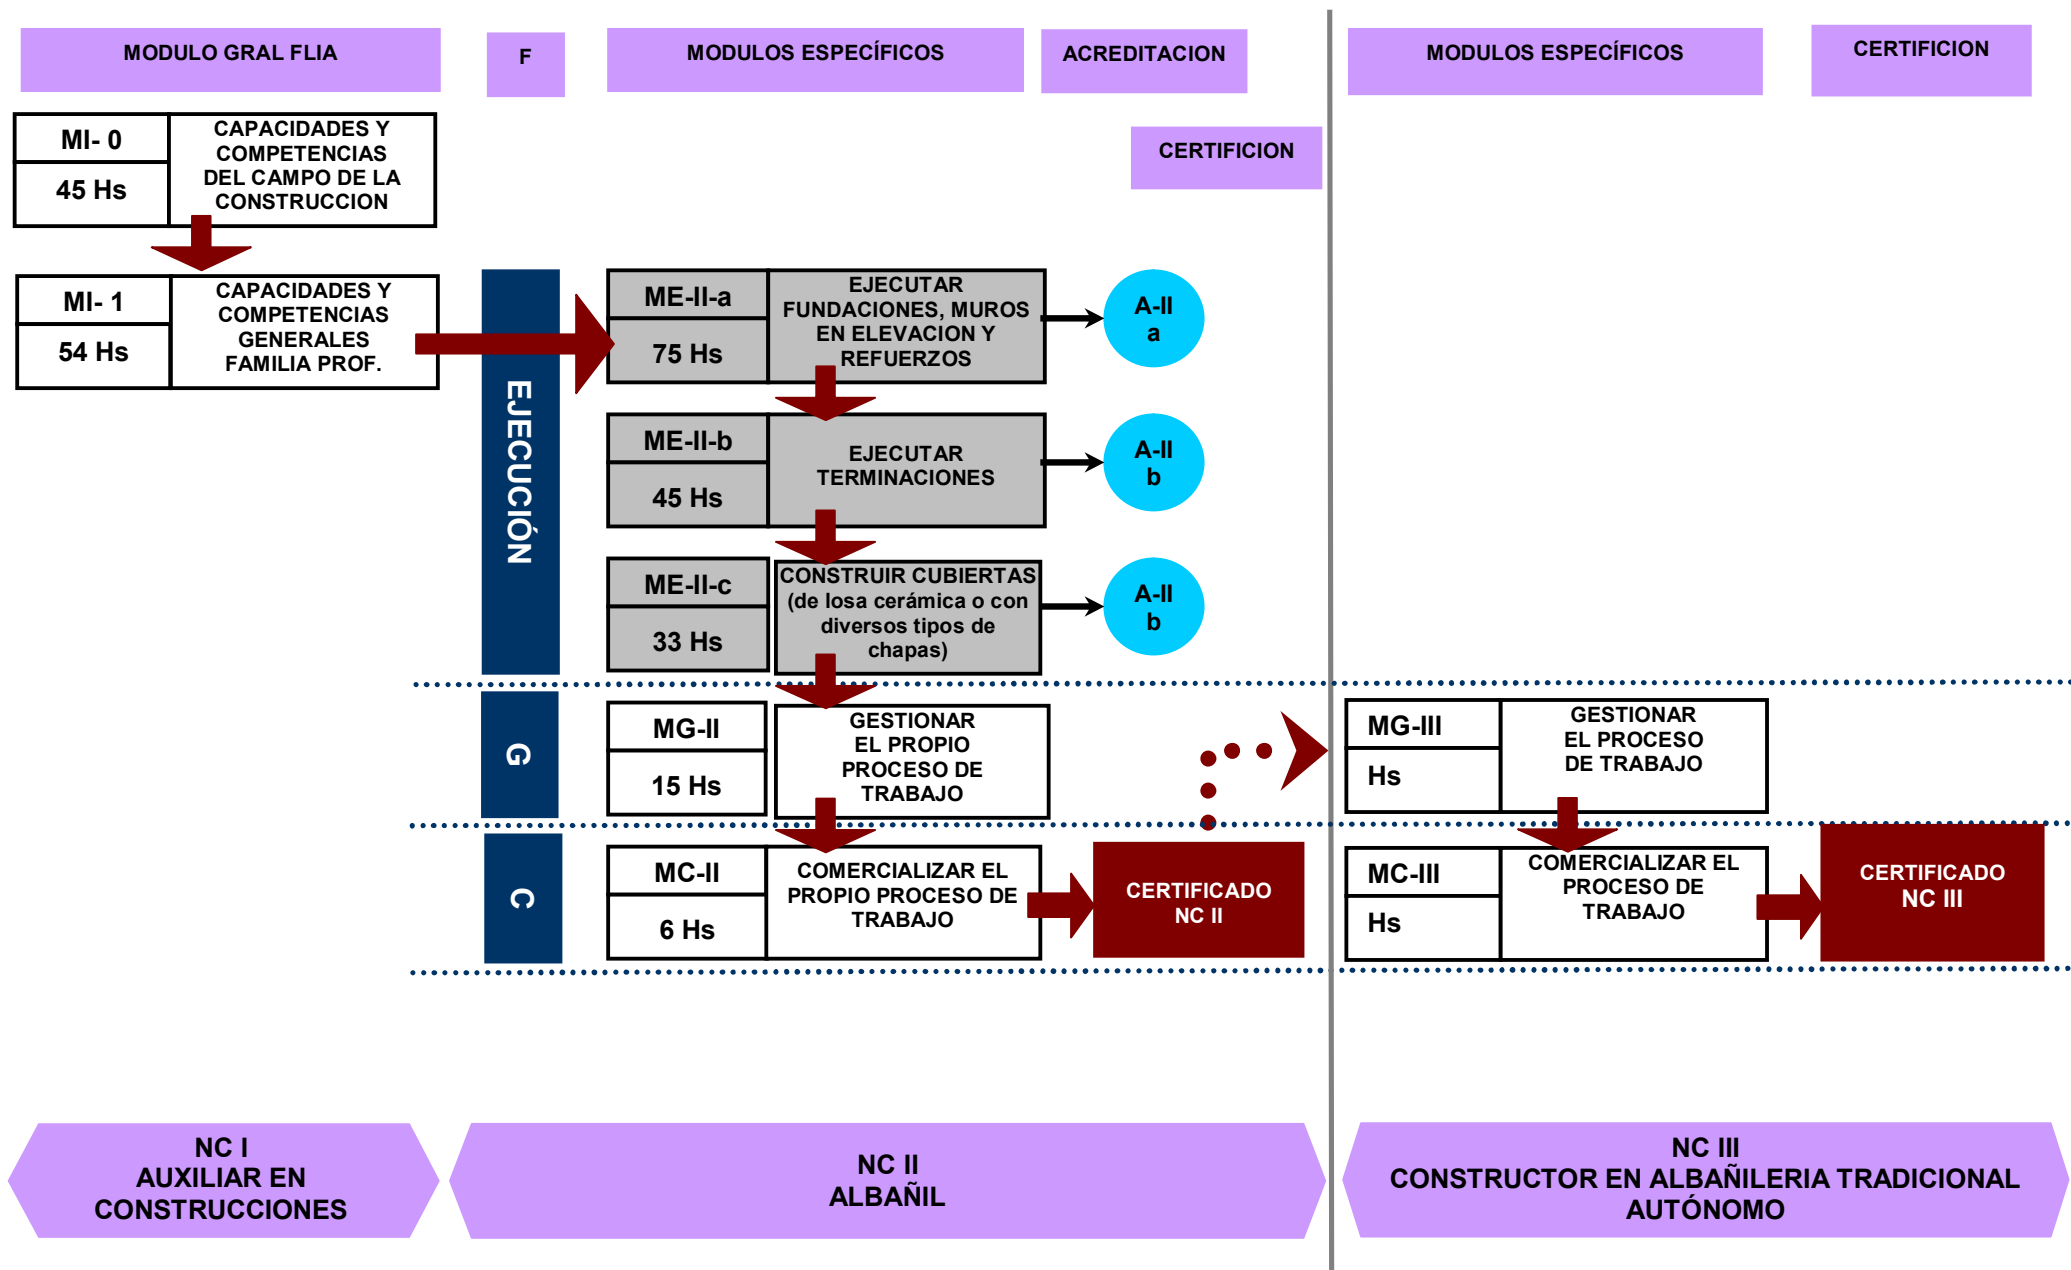 MODULO GRAL FLIA
F
MODULOS ESPECÍFICOS
ACREDITACION
MODULOS ESPECÍFICOS
CERTIFICION
CERTIFICION
MI- 0
45 Hs
CAPACIDADES Y
COMPETENCIAS
DEL CAMPO DE LA
CONSTRUCCION
MI- 1
54 Hs
CAPACIDADES Y
COMPETENCIAS
GENERALES
FAMILIA PROF.
EJECUCIÓN
ME-II-a
75 Hs
EJECUTAR
FUNDACIONES, MUROS
EN ELEVACION Y
REFUERZOS
A-II
a
ME-II-b
45 Hs
EJECUTAR
TERMINACIONES
A-II
b
ME-II-c
33 Hs
CONSTRUIR CUBIERTAS
(de losa cerámica o con
diversos tipos de
chapas)
A-II
b
G
MG-II
15 Hs
GESTIONAR
EL PROPIO
PROCESO DE
TRABAJO
MG-III
Hs
GESTIONAR
EL PROCESO
DE TRABAJO
C
MC-II
6 Hs
COMERCIALIZAR EL
PROPIO PROCESO DE
TRABAJO
CERTIFICADO
NC II
MC-III
Hs
COMERCIALIZAR EL
PROCESO DE
TRABAJO
CERTIFICADO
NC III
NC I
AUXILIAR EN
CONSTRUCCIONES
NC II
ALBAÑIL
NC III
CONSTRUCTOR EN ALBAÑILERIA TRADICIONAL
AUTÓNOMO